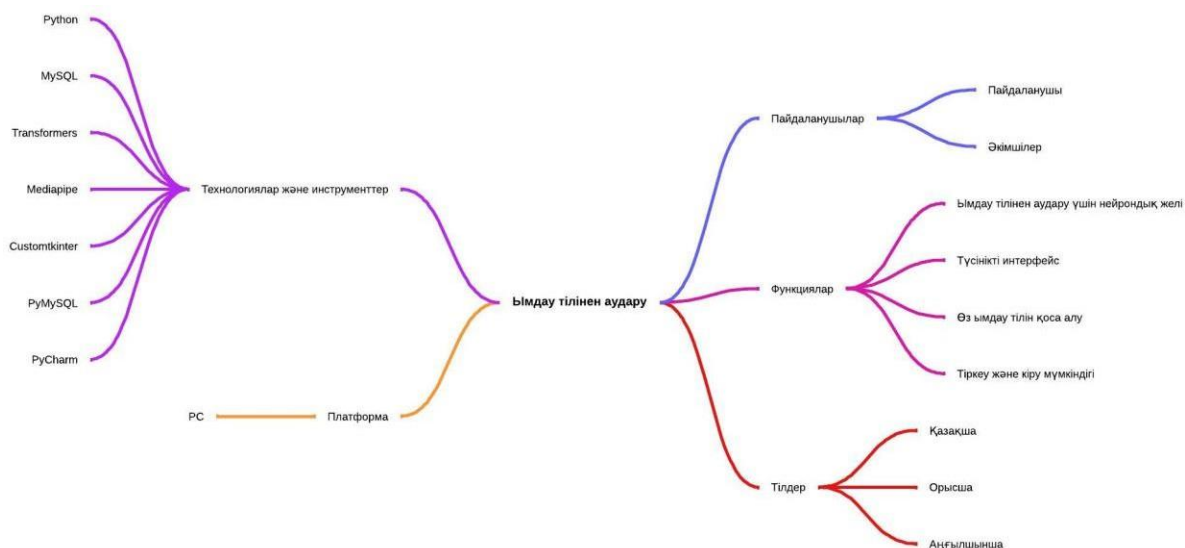 Python
MySQL
Transformers
Mediapipe
Customtkinter
PyMySQL
PyCharm
Технологиялар және инструменттер
PC
Платформа
Ымдау тілінен аудару
Пайдаланушылар
Пайдаланушы
Әкімшілер
Функциялар
Ымдау тілінен аудару үшін нейрондық желі
Түсінікті интерфейс
Өз ымдау тілін қоса алу
Тіркеу және кіру мүмкіндігі
Тілдер
Қазақша
Орысша
Аңғылшынша